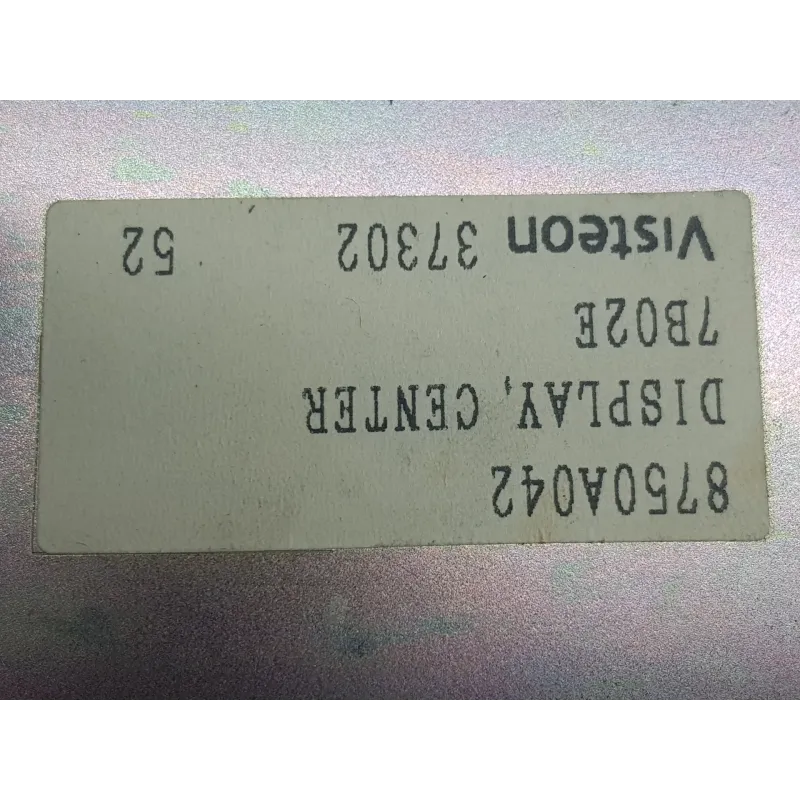 8750A042
DISPLAY, CENTER
7B02E
Visteon 37302 52